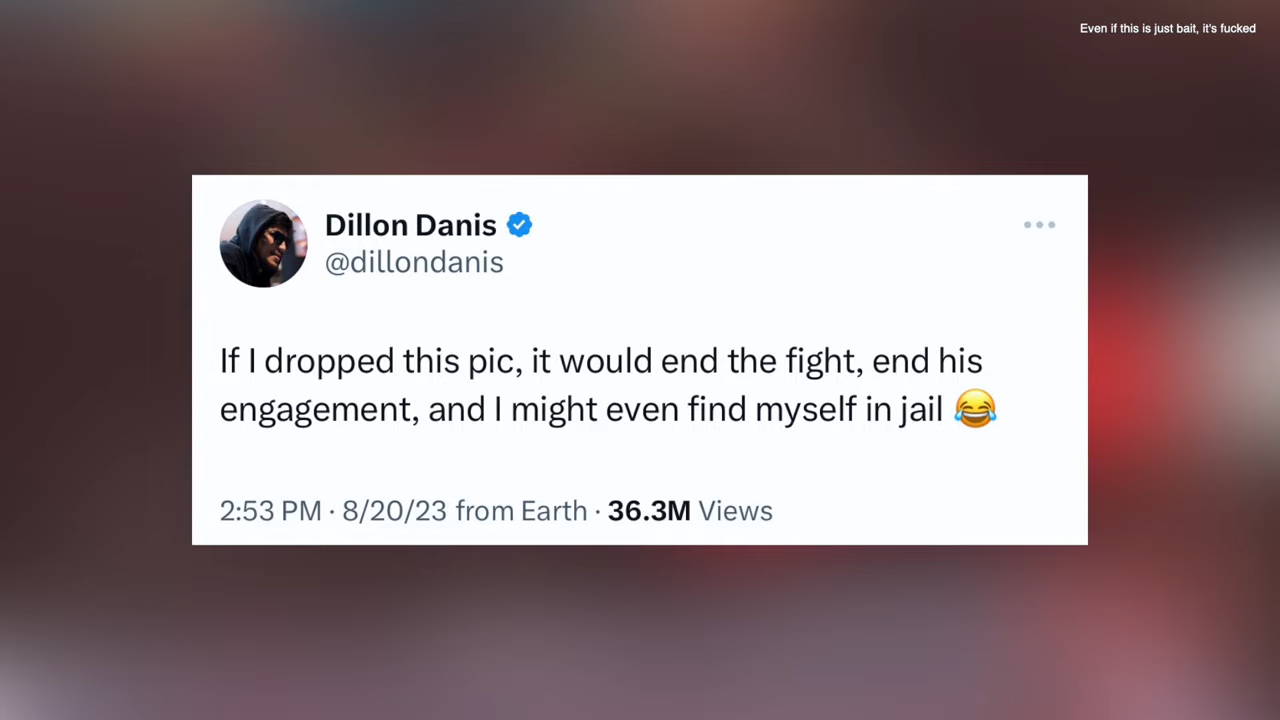 Even if this is just bait, it's fucked
Dillon Danis
@dillondanis
If I dropped this pic, it would end the fight, end his
engagement, and I might even find myself in jail 😂
2:53 PM · 8/20/23 from Earth · 36.3M Views